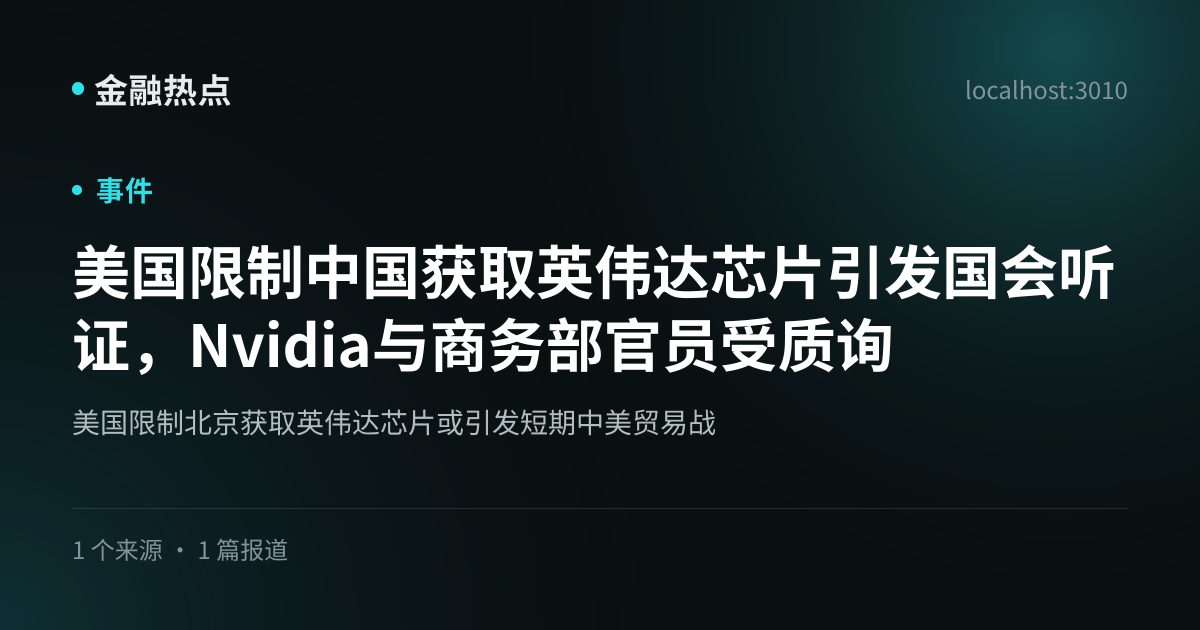 金融热点
localhost:3010
事件
美国限制中国获取英伟达芯片引发国会听
证，Nvidia与商务部官员受质询
美国限制北京获取英伟达芯片或引发短期中美贸易战
1 个来源 · 1 篇报道